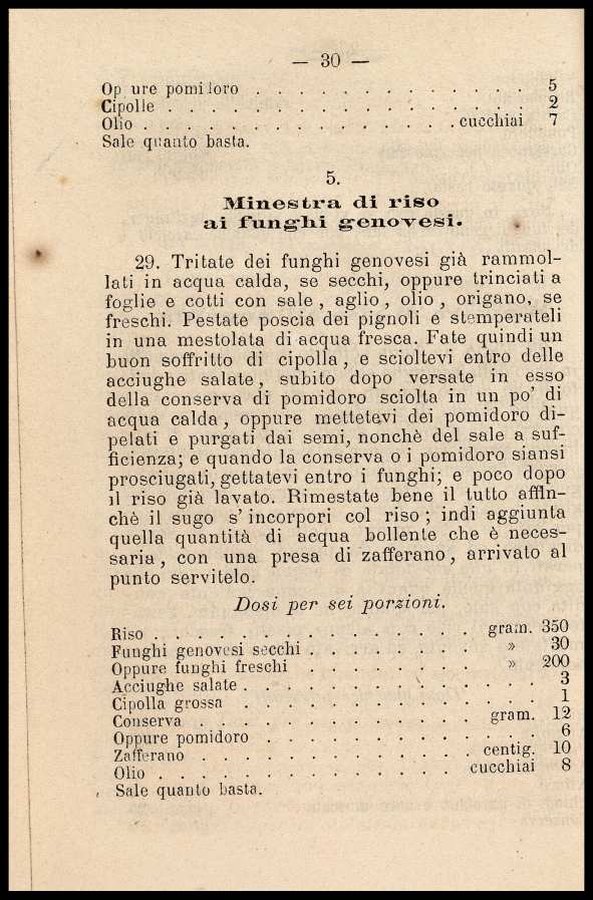 — 30 —
Op ure pomidoro . . . . . . . . . . 5
Cipolle . . . . . . . . . . . . . 2
Olio . . . . . . . . . . . cucchiai 7
Sale quanto basta.
5.
Minestra di riso
ai funghi genovesi.
29. Tritate dei funghi genovesi già rammol-
lati in acqua calda, se secchi, oppure trinciati a
foglie e cotti con sale, aglio, olio, origano, se
freschi. Pestate poscia dei pignoli e stemperateli
in una mestolata di acqua fresca. Fate quindi un
buon soffritto di cipolla, e scioltevi entro delle
acciughe salate, subito dopo versate in esso
della conserva di pomidoro sciolta in un po' di
acqua calda, oppure mettetevi dei pomidoro di-
pelati e purgati dai semi, nonchè del sale a suf-
ficienza; e quando la conserva o i pomidoro siansi
prosciugati, gettatevi entro i funghi; e poco dopo
il riso già lavato. Rimestate bene il tutto affin-
chè il sugo s'incorpori col riso; indi aggiunta
quella quantità di acqua bollente che è neces-
saria, con una presa di zafferano, arrivato al
punto servitelo.
Dosi per sei porzioni.
Riso . . . . . . . . . . . gram. 350
Funghi genovesi secchi . . . . . . » 30
Oppure funghi freschi . . . . . . » 200
Acciughe salate . . . . . . . . . . 3
Cipolla grossa . . . . . . . . . . 1
Conserva . . . . . . . . . . gram. 12
Oppure pomidoro . . . . . . . . . 6
Zafferano . . . . . . . . . centig. 10
Olio . . . . . . . . . . . cucchiai 8
Sale quanto basta.